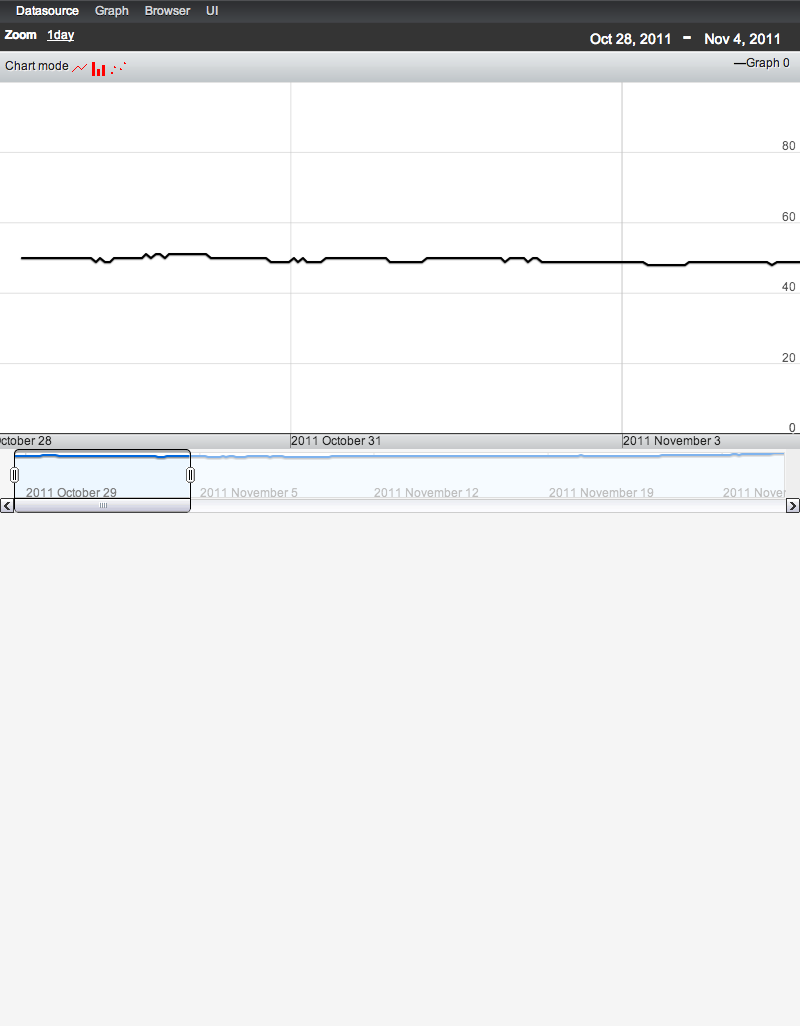 Datasource Graph Browser UI
Zoom 1day
Oct 28, 2011 – Nov 4, 2011
Chart mode
Graph 0
80
60
40
20
0
ctober 28
2011 October 31
2011 November 3
2011 October 29
2011 November 5
2011 November 12
2011 November 19
2011 Nove